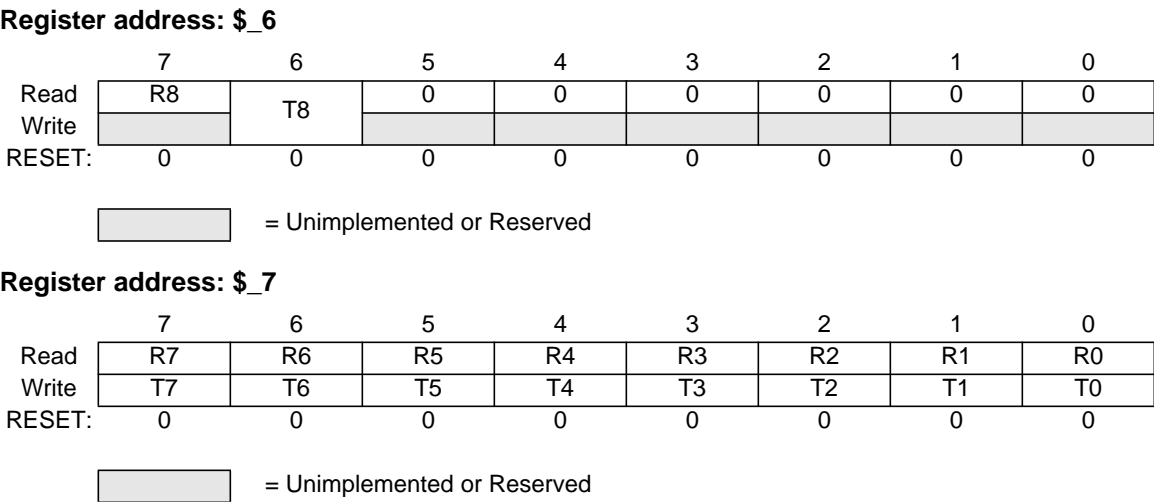 Register address: $_6
7 6 5 4 3 2 1 0
Read R8 T8 0 0 0 0 0 0
Write
RESET: 0 0 0 0 0 0 0 0
= Unimplemented or Reserved
Register address: $_7
7 6 5 4 3 2 1 0
Read R7 R6 R5 R4 R3 R2 R1 R0
Write T7 T6 T5 T4 T3 T2 T1 T0
RESET: 0 0 0 0 0 0 0 0
= Unimplemented or Reserved